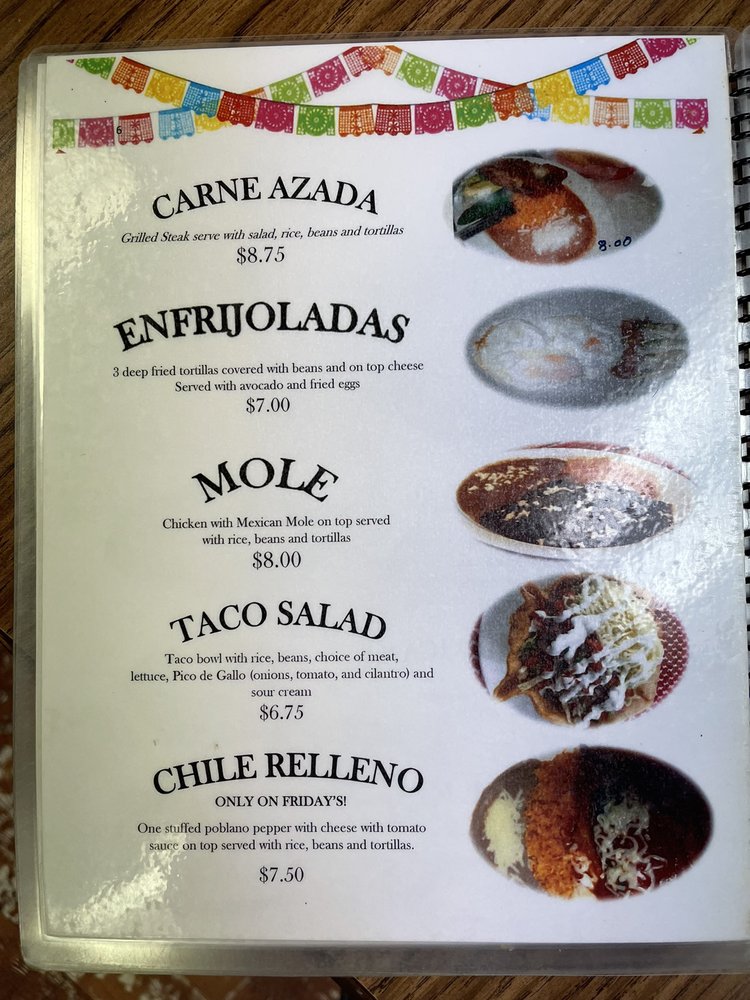 6
CARNE AZADA
Grilled Steak serve with salad, rice, beans and tortillas
$8.75
8.00
ENFRIJOLADAS
3 deep fried tortillas covered with beans and on top cheese
Served with avocado and fried eggs
$7.00
MOLE
Chicken with Mexican Mole on top served
with rice, beans and tortillas
$8.00
TACO SALAD
Taco bowl with rice, beans, choice of meat,
lettuce, Pico de Gallo (onions, tomato, and cilantro) and
sour cream
$6.75
CHILE RELLENO
ONLY ON FRIDAY'S!
One stuffed poblano pepper with cheese with tomato
sauce on top served with rice, beans and tortillas.
$7.50